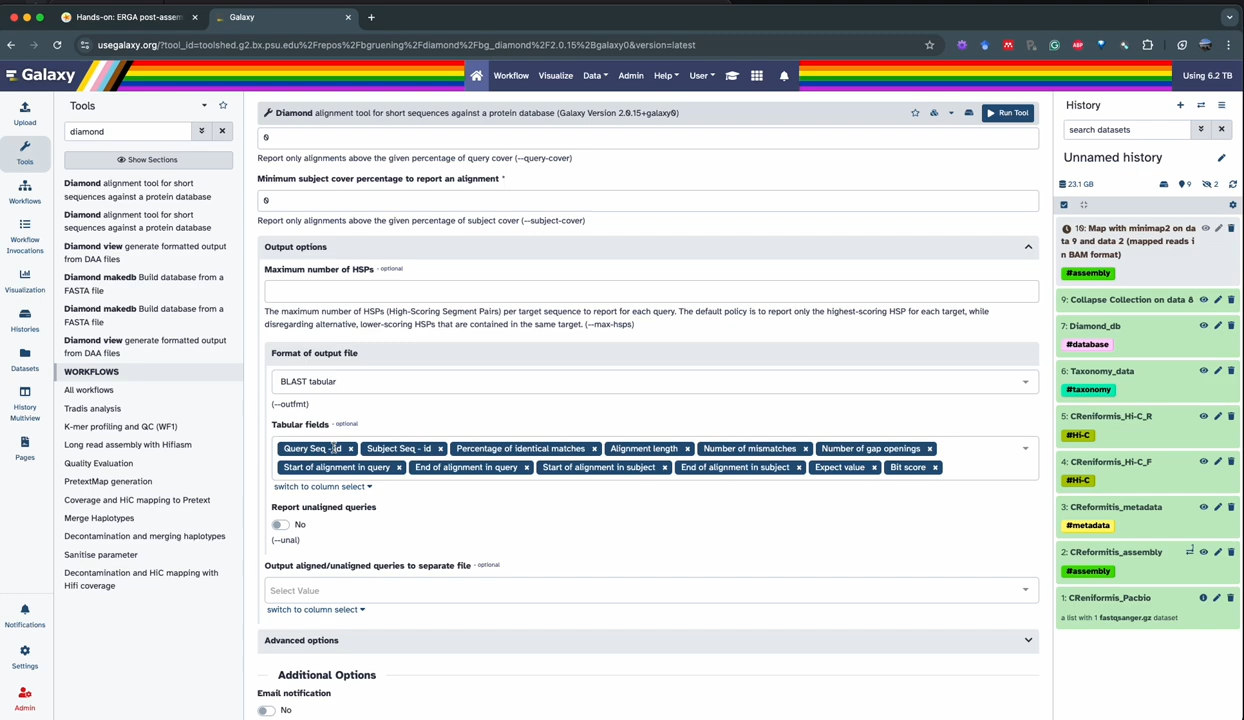 Hands-on: ERGA post-assem
Galaxy
usegalaxy.org/?tool_id=toolshed.g2.bx.psu.edu%2Frepos%2Fbgruening%2Fdiamond%2Fbg_diamond%2F2.0.15%2Bgalaxy0&version=latest
Galaxy
Workflow
Visualize
Data
Admin
Help
User
Using 6.2 TB
Upload
Tools
Workflows
Workflow
Invocations
Visualization
Histories
Datasets
History
Multiview
Pages
Notifications
Settings
Admin
Tools
diamond
Show Sections
Diamond alignment tool for short
sequences against a protein database
Diamond alignment tool for short
sequences against a protein database
Diamond view generate formatted output
from DAA files
Diamond makedb Build database from a
FASTA file
Diamond makedb Build database from a
FASTA file
Diamond view generate formatted output
from DAA files
WORKFLOWS
All workflows
Tradis analysis
K-mer profiling and QC (WF1)
Long read assembly with Hifiasm
Quality Evaluation
PretextMap generation
Coverage and HiC mapping to Pretext
Merge Haplotypes
Decontamination and merging haplotypes
Sanitise parameter
Decontamination and HiC mapping with
Hifi coverage
Diamond alignment tool for short sequences against a protein database (Galaxy Version 2.0.15+galaxy0)
Run Tool
0
Report only alignments above the given percentage of query cover (--query-cover)
Minimum subject cover percentage to report an alignment *
0
Report only alignments above the given percentage of subject cover (--subject-cover)
Output options
Maximum number of HSPs - optional
The maximum number of HSPs (High-Scoring Segment Pairs) per target sequence to report for each query. The default policy is to report only the highest-scoring HSP for each target, while
disregarding alternative, lower-scoring HSPs that are contained in the same target. (--max-hsps)
Format of output file
BLAST tabular
(--outfmt)
Tabular fields - optional
Query Seq - id × Subject Seq - id × Percentage of identical matches × Alignment length × Number of mismatches × Number of gap openings ×
Start of alignment in query × End of alignment in query × Start of alignment in subject × End of alignment in subject × Expect value × Bit score ×
switch to column select
Report unaligned queries
No
(--unal)
Output aligned/unaligned queries to separate file - optional
Select Value
switch to column select
Advanced options
Additional Options
Email notification
No
History
search datasets
Unnamed history
23.1 GB
9
2
10: Map with minimap2 on da
ta 9 and data 2 (mapped reads i
n BAM format)
#assembly
9: Collapse Collection on data 8
7: Diamond_db
#database
6: Taxonomy_data
#taxonomy
5: CReniformis_Hi-C_R
#Hi-C
4: CReniformis_Hi-C_F
#Hi-C
3: CReformitis_metadata
#metadata
2: CReformitis_assembly
#assembly
1: CReniformis_Pacbio
a list with 1 fastqsanger.gz dataset